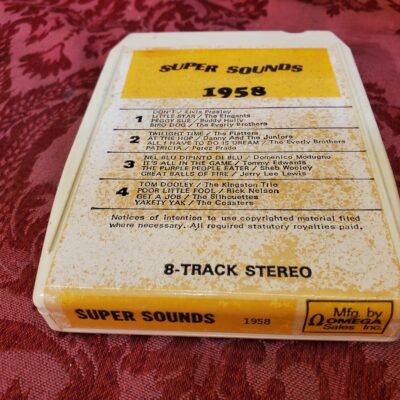 SUPER SOUNDS
1958
1 DON'T / Elvis Presley
LITTLE STAR / The Elegants
PEGGY SUE / Buddy Holly
BIRD DOG / The Everly Brothers
2 TWILIGHT TIME / The Platters
AT THE HOP / Danny And The Juniors
ALL I HAVE TO DO IS DREAM / The Everly Brothers
PATRICIA / Perez Prado
3 NEL BLU DIPINTO DI BLU / Domenico Modugno
IT'S ALL IN THE GAME / Tommy Edwards
THE PURPLE PEOPLE EATER / Sheb Wooley
GREAT BALLS OF FIRE / Jerry Lee Lewis
4 TOM DOOLEY / The Kingston Trio
POOR LITTLE FOOL / Rick Nelson
GET A JOB / The Silhouettes
YAKETY YAK / The Coasters
Notices of intention to use copyrighted material filed
where necessary. All required statutory royalties paid.
8-TRACK STEREO
SUPER SOUNDS 1958
Mfg. by
OMEGA
Sales Inc.